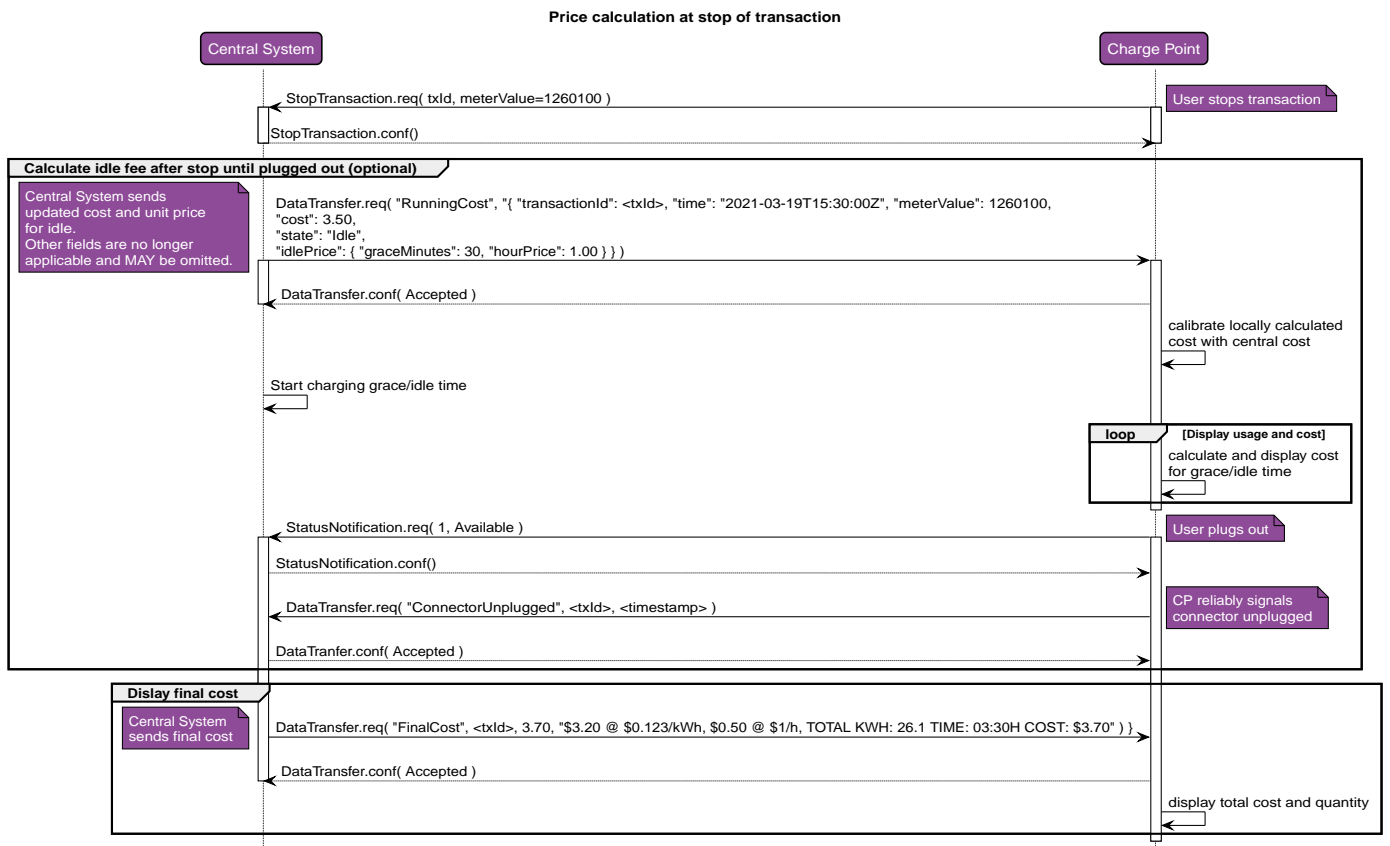 Price calculation at stop of transaction
Central System
Charge Point
StopTransaction.req( txId, meterValue=1260100 )
User stops transaction
StopTransaction.conf()
Calculate idle fee after stop until plugged out (optional)
Central System sends
updated cost and unit price
for idle.
Other fields are no longer
applicable and MAY be omitted.
DataTransfer.req( "RunningCost", "{ "transactionId": <txId>, "time": "2021-03-19T15:30:00Z", "meterValue": 1260100,
"cost": 3.50,
"state": "Idle",
"idlePrice": { "graceMinutes": 30, "hourPrice": 1.00 } } )
DataTransfer.conf( Accepted )
calibrate locally calculated
cost with central cost
Start charging grace/idle time
loop
[Display usage and cost]
calculate and display cost
for grace/idle time
StatusNotification.req( 1, Available )
User plugs out
StatusNotification.conf()
DataTransfer.req( "ConnectorUnplugged", <txId>, <timestamp> )
CP reliably signals
connector unplugged
DataTranfer.conf( Accepted )
Dislay final cost
Central System
sends final cost
DataTransfer.req( "FinalCost", <txId>, 3.70, "$3.20 @ $0.123/kWh, $0.50 @ $1/h, TOTAL KWH: 26.1 TIME: 03:30H COST: $3.70" ) }
DataTransfer.conf( Accepted )
display total cost and quantity